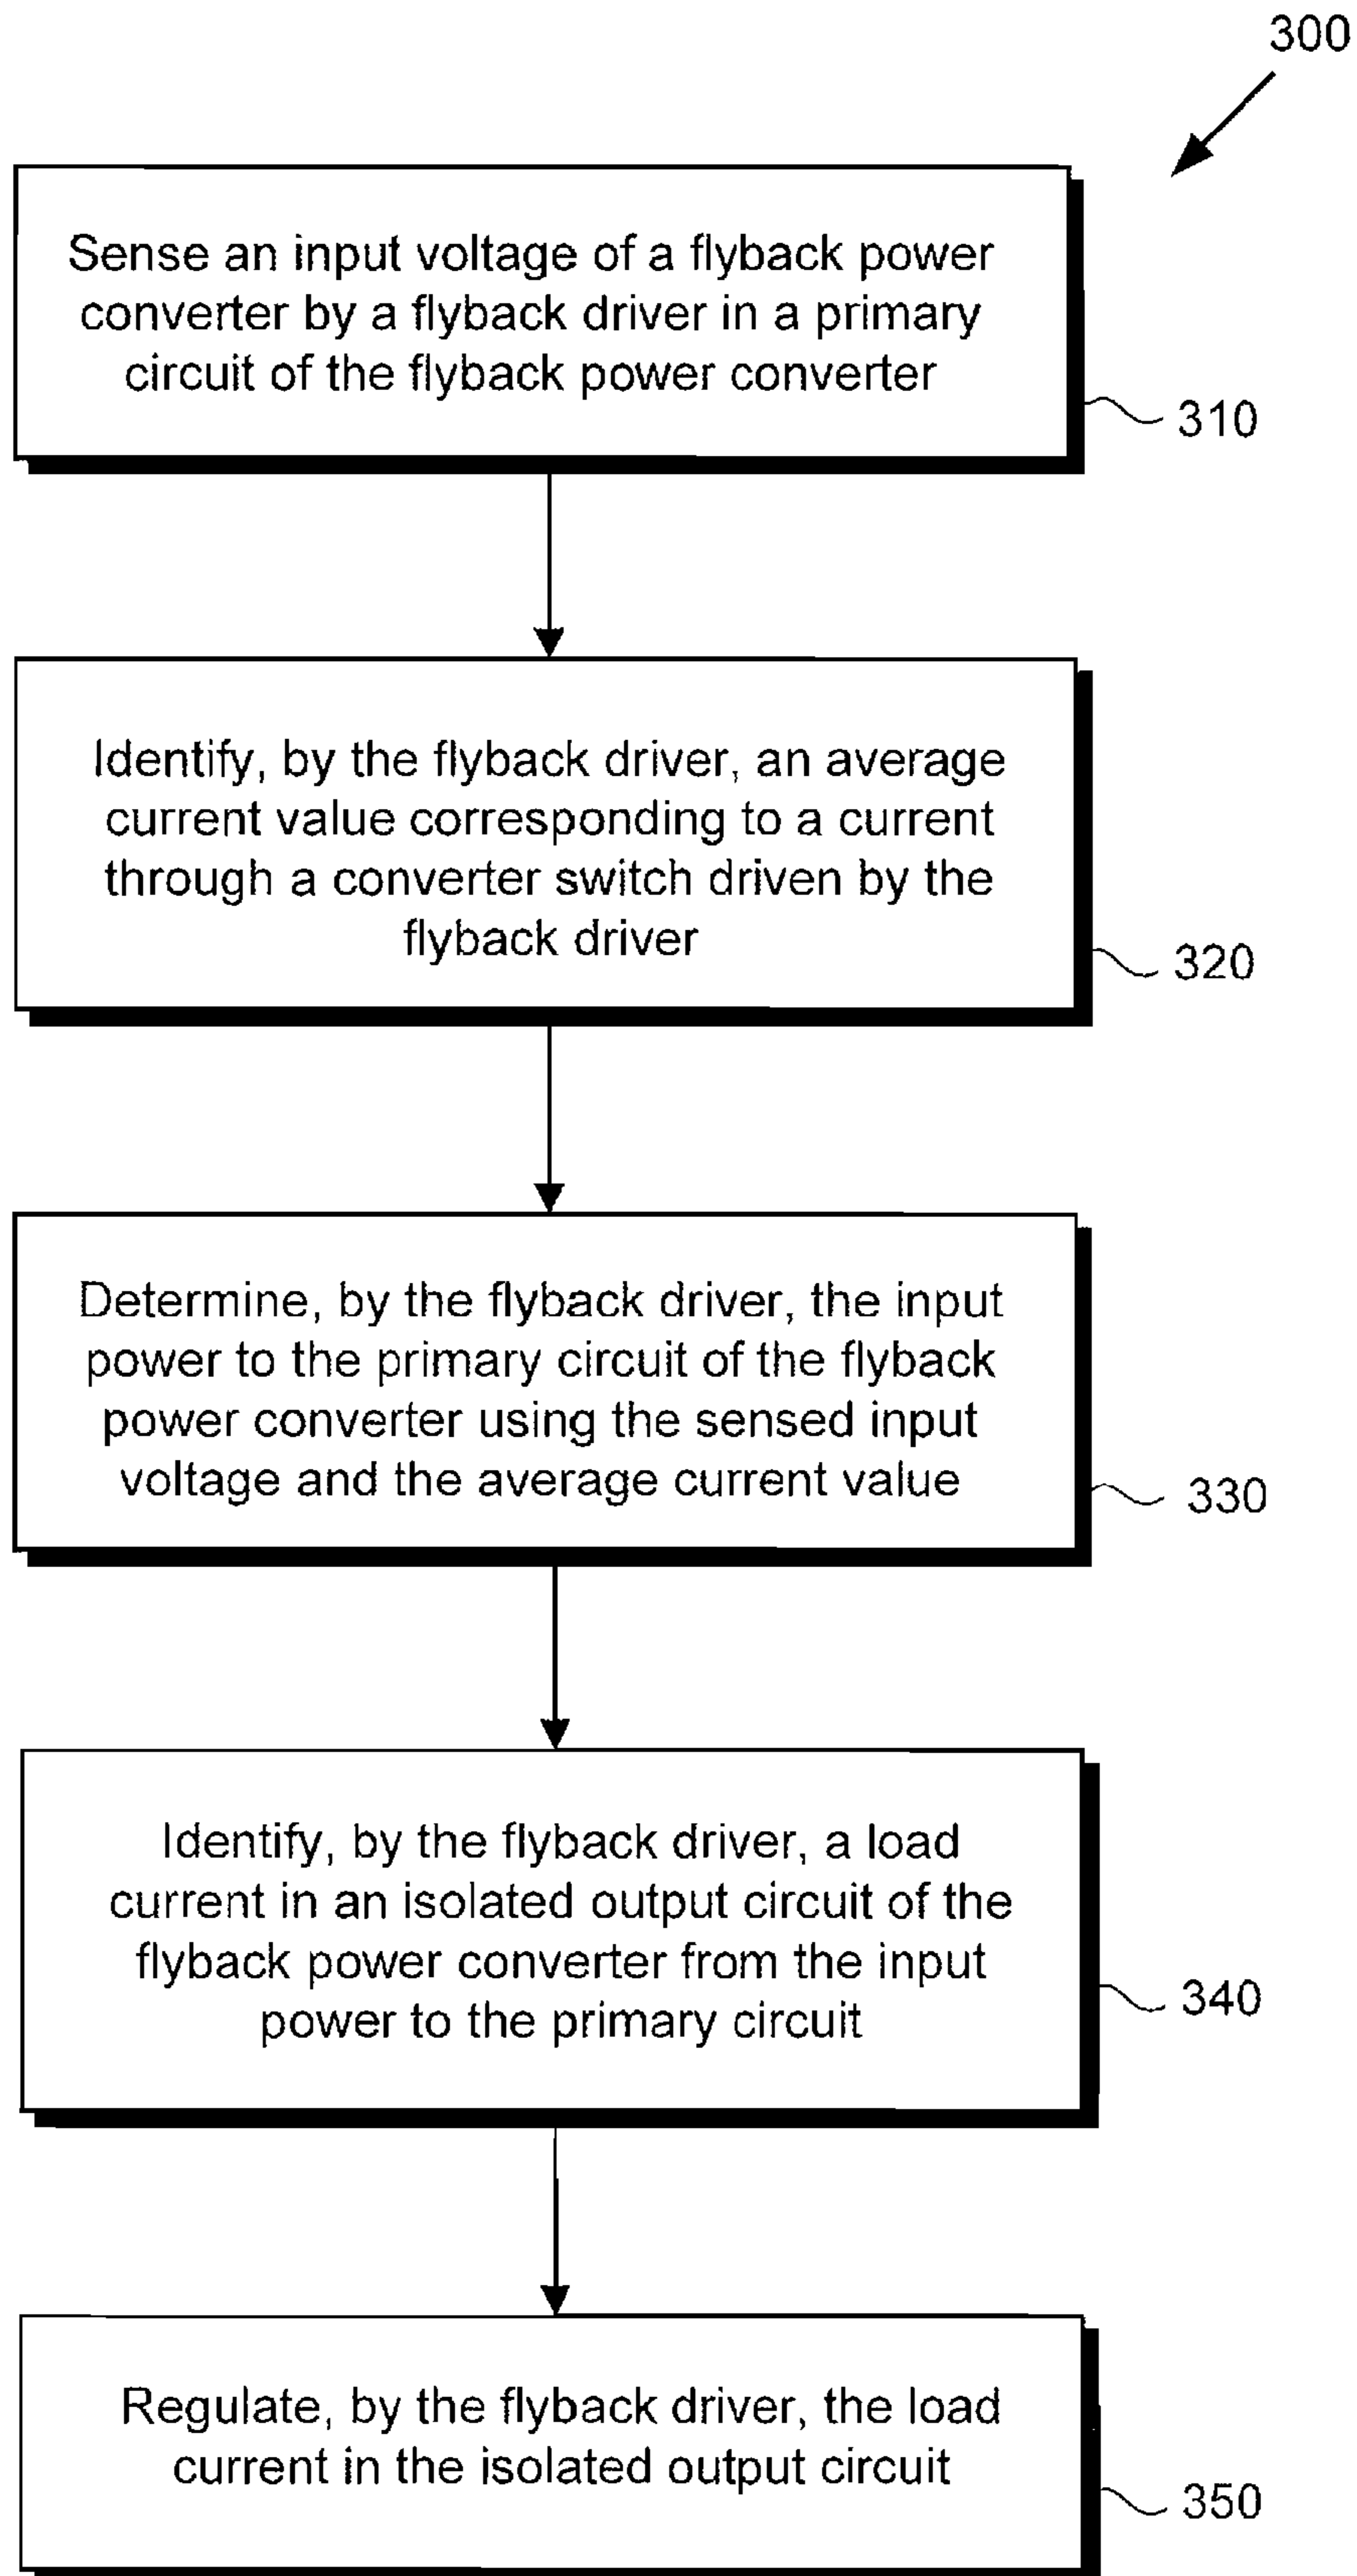 300
Sense an input voltage of a flyback power
converter by a flyback driver in a primary
circuit of the flyback power converter
310
Identify, by the flyback driver, an average
current value corresponding to a current
through a converter switch driven by the
flyback driver
320
Determine, by the flyback driver, the input
power to the primary circuit of the flyback
power converter using the sensed input
voltage and the average current value
330
Identify, by the flyback driver, a load
current in an isolated output circuit of the
flyback power converter from the input
power to the primary circuit
340
Regulate, by the flyback driver, the load
current in the isolated output circuit
350